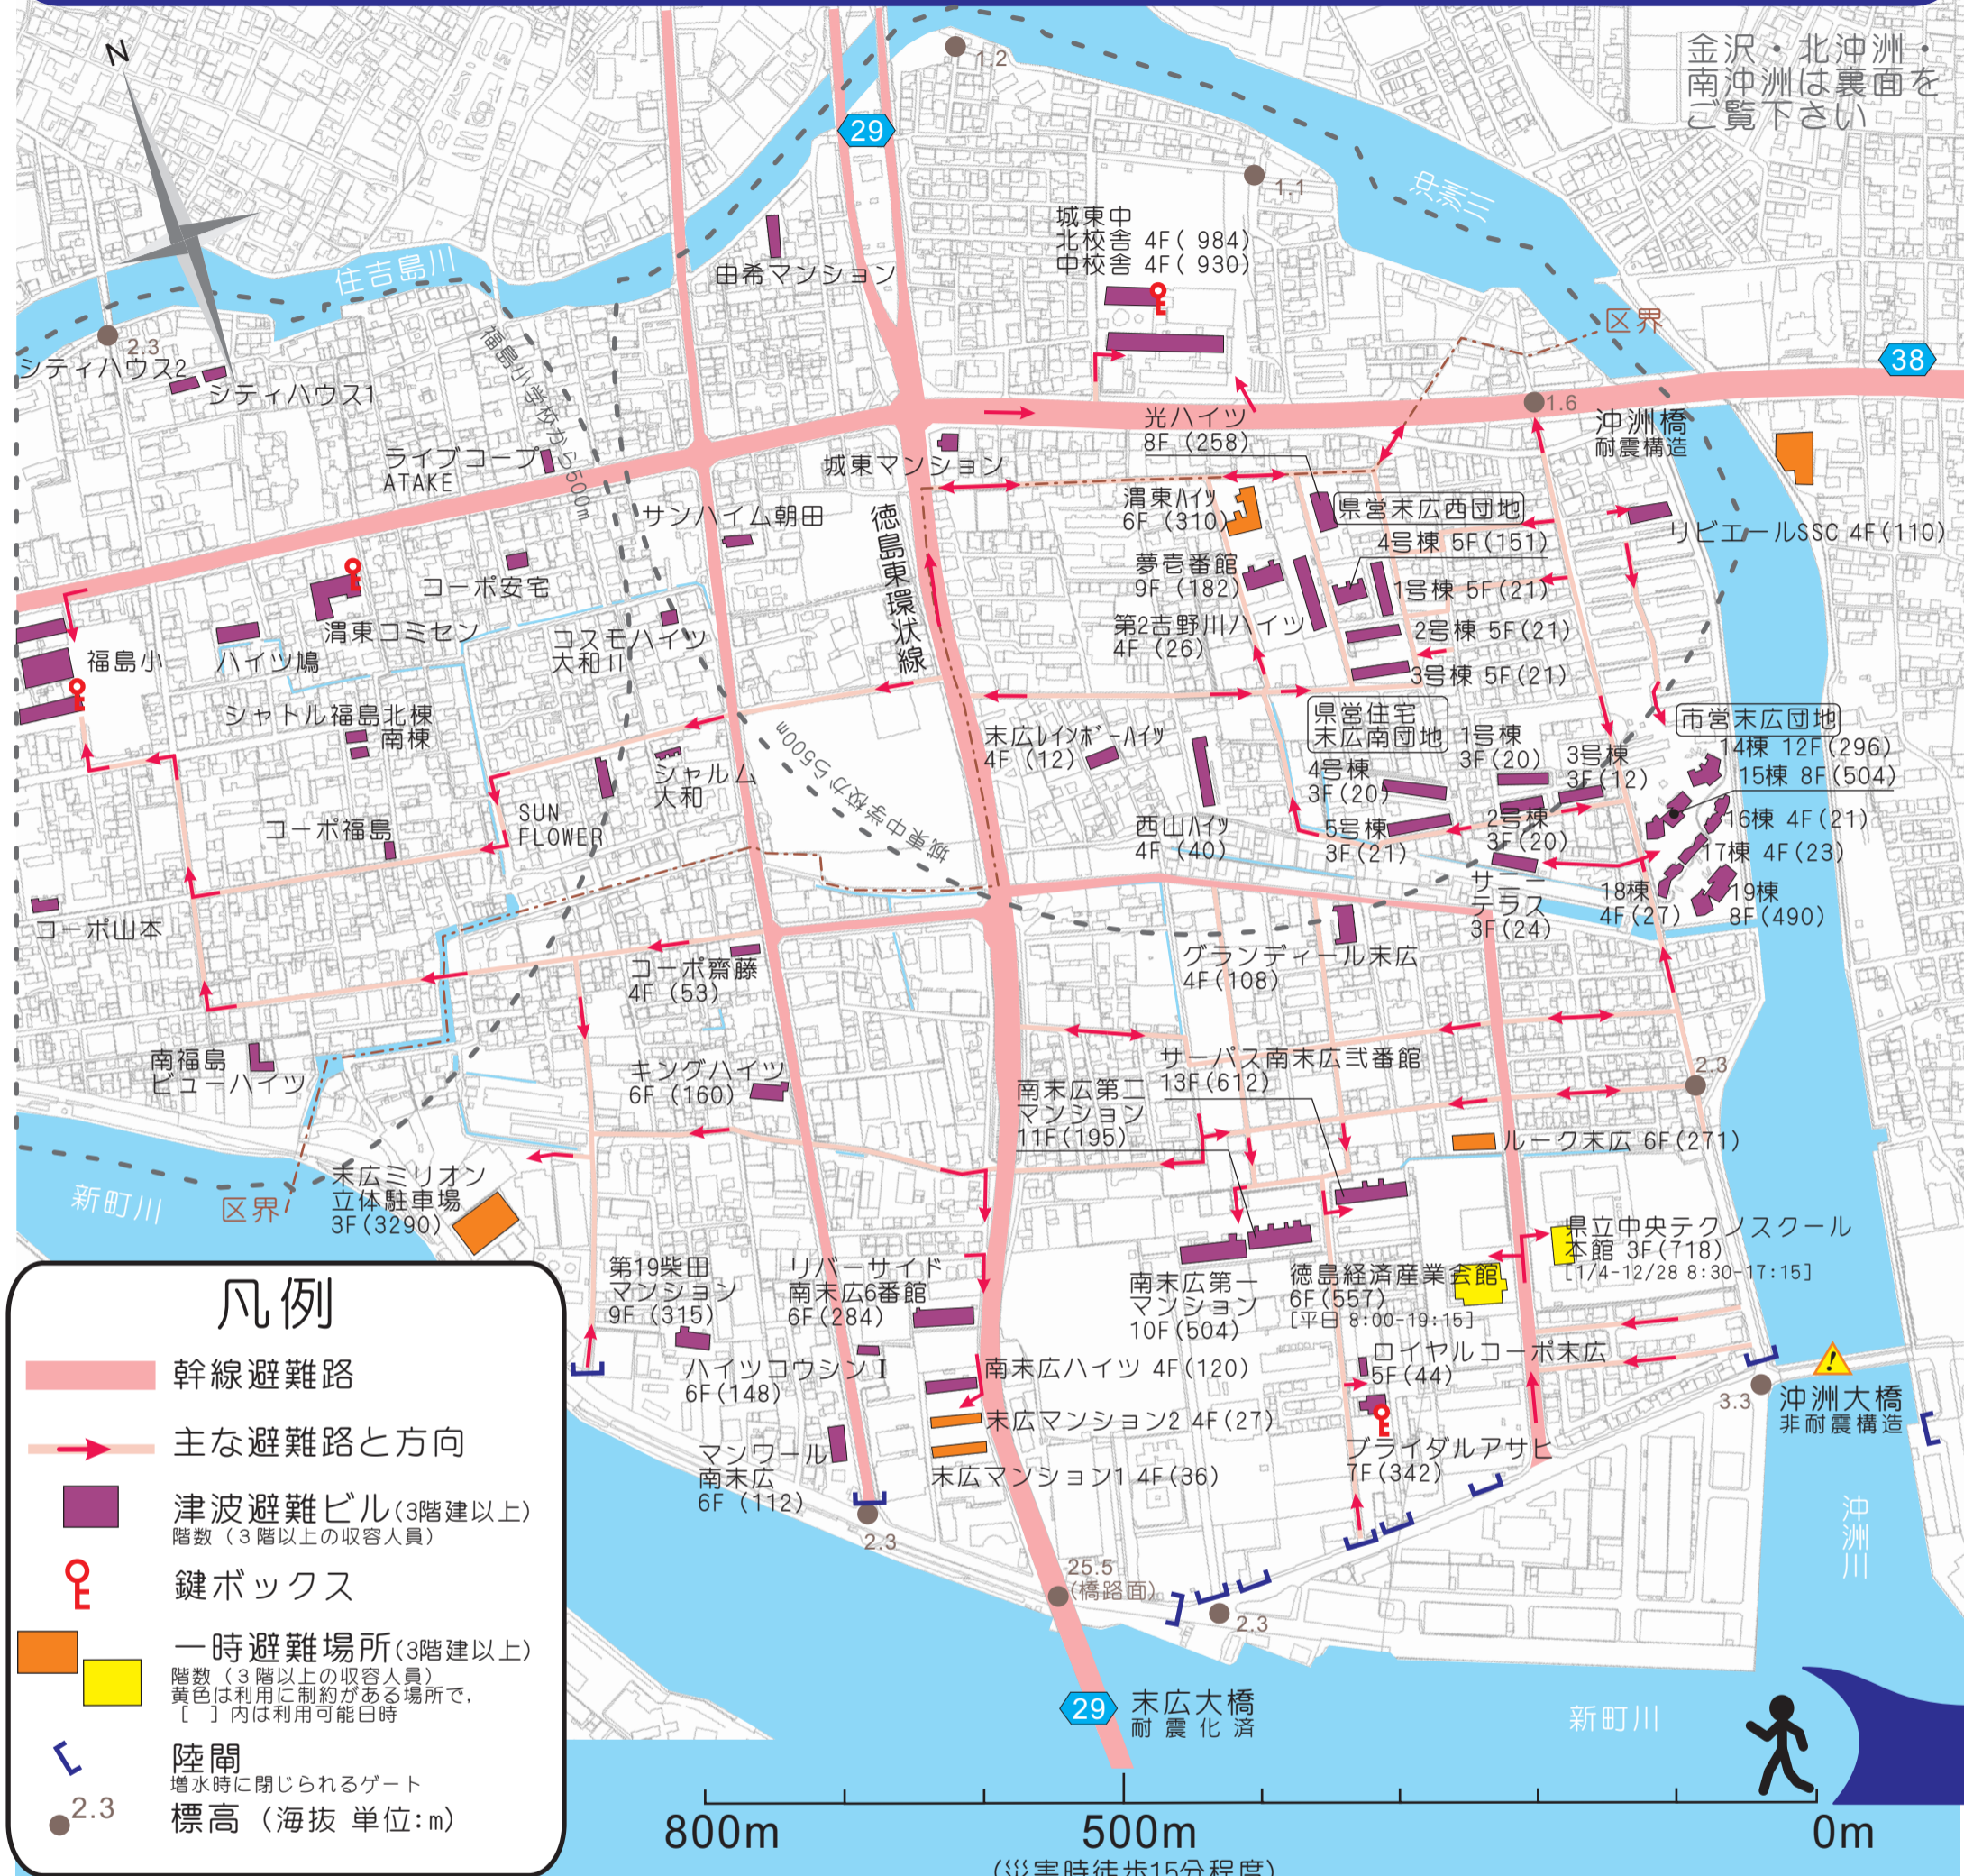 金沢・北沖洲・
南沖洲は裏面を
ご覧下さい
N
1.2
29
1.1
城東中
北校舎 4F( 984)
中校舎 4F( 930)
由希マンション
住吉島川
区界
38
2.3
シティハウス2
シティハウス1
福島小学校から500m
1.6
沖洲橋
耐震構造
光ハイツ
8F (258)
ライブコープ
ATAKE
城東マンション
サンハイム朝田
徳島東環状線
渭東ハイツ
6F (310)
県営末広西団地
4号棟 5F(151)
リビエールSSC 4F(110)
夢壱番館
9F (182)
1号棟 5F(21)
コーポ安宅
渭東コミセン
第2吉野川ハイツ
4F (26)
2号棟 5F(21)
3号棟 5F(21)
コスモハイツ
大和II
福島小
ハイツ鳩
シャトル福島北棟
南棟
末広レインボーハイツ
4F (12)
県営住宅
末広南団地
1号棟
3F(20)
3号棟
3F(12)
市営末広団地
14棟 12F(296)
15棟 8F(504)
4号棟
3F(20)
シャルム
大和
城東中学校から500m
SUN
FLOWER
コーポ福島
西山ハイツ
4F (40)
5号棟
3F(21)
2号棟
3F(20)
16棟 4F(21)
17棟 4F(23)
サニー
テラス
3F(24)
18棟
4F(27)
19棟
8F(490)
コーポ山本
コーポ齋藤
4F (53)
グランディール末広
4F(108)
南福島
ビューハイツ
キングハイツ
6F (160)
サーパス南末広弐番館
13F(612)
南末広第二
マンション
11F(195)
2.3
ルーク末広 6F(271)
新町川
区界
末広ミリオン
立体駐車場
3F(3290)
県立中央テクノスクール
本館 3F(718)
[1/4-12/28 8:30-17:15]
第19柴田
マンション
9F (315)
リバーサイド
南末広6番館
6F(284)
南末広第一
マンション
10F(504)
徳島経済産業会館
6F(557)
[平日 8:00-19:15]
ハイツコウシンI
6F(148)
南末広ハイツ 4F(120)
ロイヤルコーポ末広
5F(44)
末広マンション2 4F(27)
3.3
沖洲大橋
非耐震構造
マンワール
南末広
6F (112)
末広マンション1 4F(36)
ブライダルアサヒ
7F(342)
2.3
沖洲川
25.5
(橋路面)
2.3
29
末広大橋
耐震化済
新町川
凡例
幹線避難路
主な避難路と方向
津波避難ビル(3階建以上)
階数(3階以上の収容人員)
鍵ボックス
一時避難場所(3階建以上)
階数(3階以上の収容人員)
黄色は利用に制約がある場所で,
[ ]内は利用可能日時
陸閘
増水時に閉じられるゲート
2.3
標高(海抜 単位:m)
800m
500m
0m
(災害時徒歩15分程度)